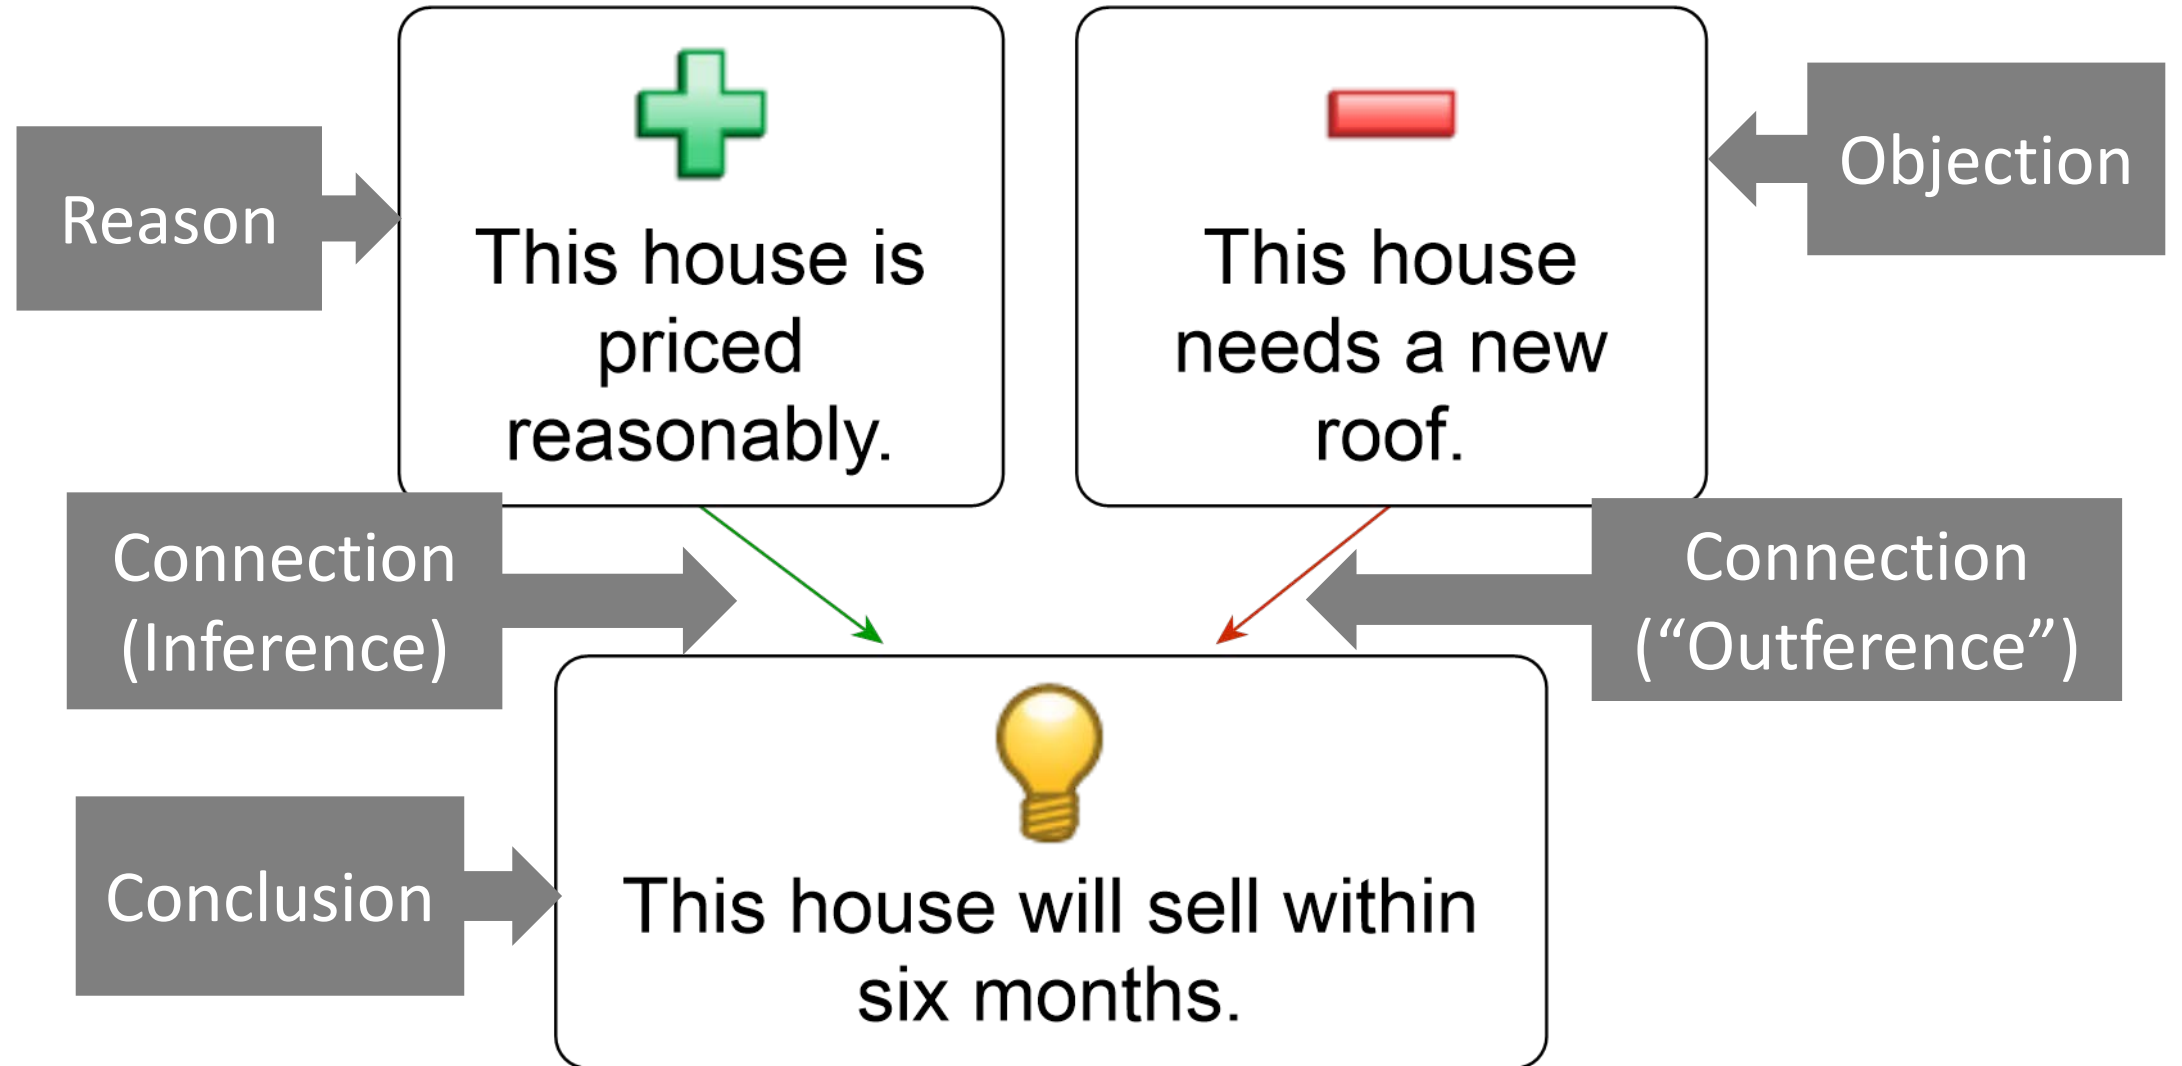 Reason
This house is
priced
reasonably.
This house
needs a new
roof.
Objection
Connection
(Inference)
Connection
(“Outference”)
Conclusion
This house will sell within
six months.